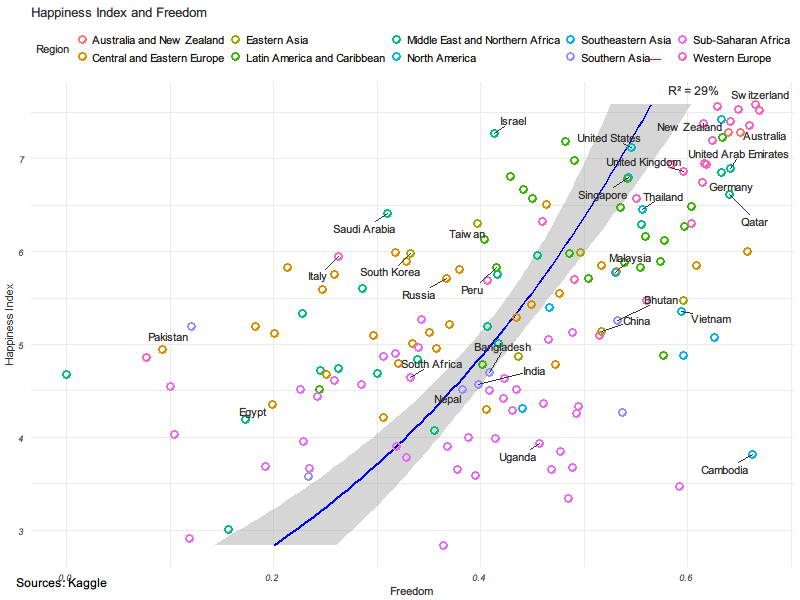 Happiness Index and Freedom
Region
Australia and New Zealand
Eastern Asia
Middle East and Northern Africa
Southeastern Asia
Sub-Saharan Africa
Central and Eastern Europe
Latin America and Caribbean
North America
Southern Asia
Western Europe
R² = 29%
Switzerland
Israel
New Zealand
United States
Australia
United Kingdom
United Arab Emirates
Singapore
Thailand
Germany
Qatar
Saudi Arabia
Taiwan
Italy
South Korea
Malaysia
Russia
Peru
Bhutan
Pakistan
China
Vietnam
Bangladesh
South Africa
India
Nepal
Egypt
Uganda
Cambodia
Happiness Index
7
6
5
4
3
0.0
0.2
0.4
0.6
Sources: Kaggle
Freedom